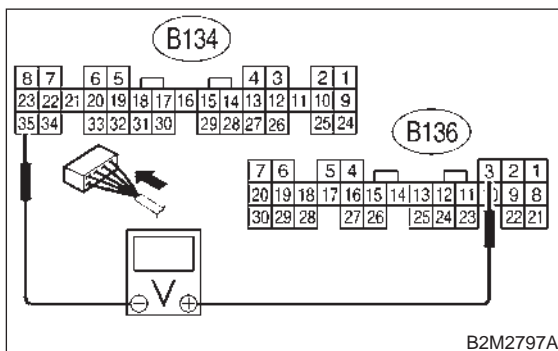 B134
8 7 6 5 4 3 2 1
23 22 21 20 19 18 17 16 15 14 13 12 11 10 9
35 34 33 32 31 30 29 28 27 26 25 24
B136
7 6 5 4 3 2 1
20 19 18 17 16 15 14 13 12 11 10 9 8
30 29 28 27 26 25 24 23 22 21
V
− +
B2M2797A